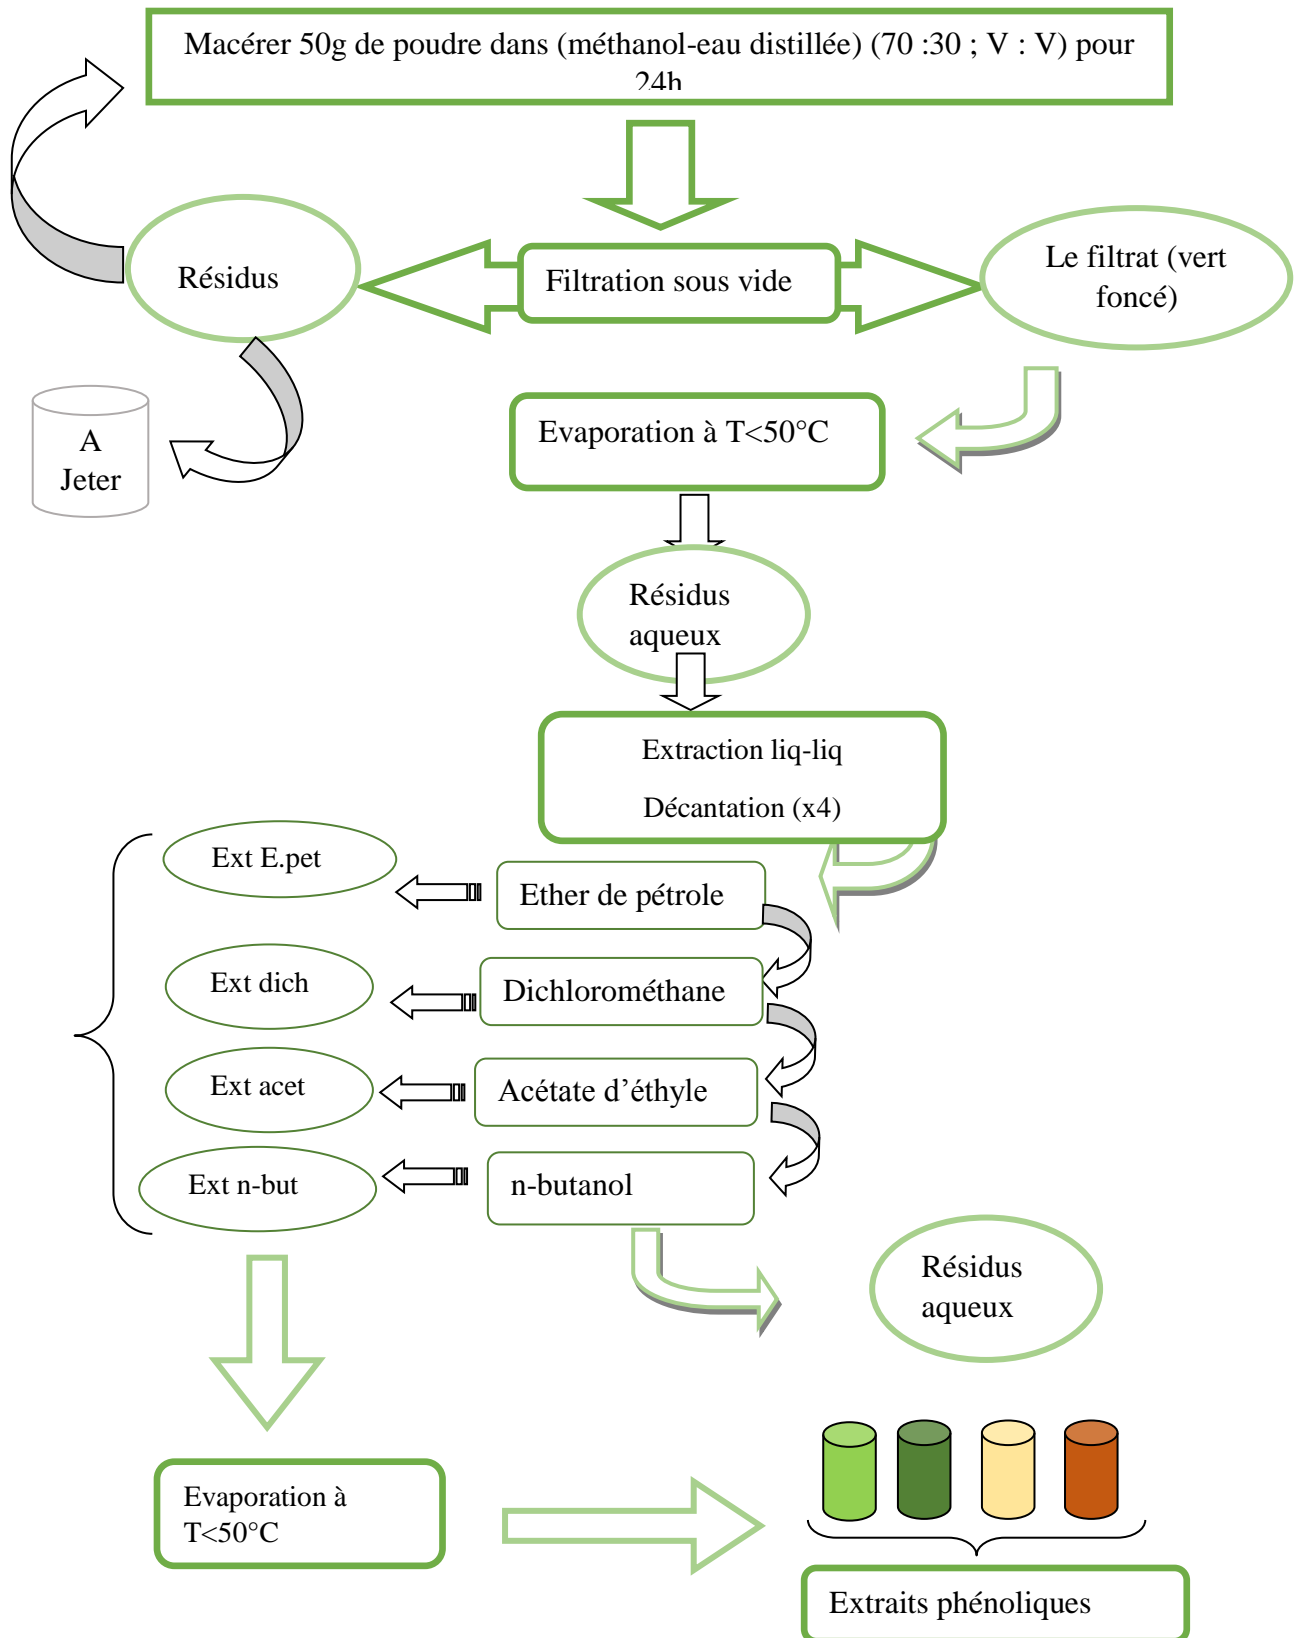 Macérer 50g de poudre dans (méthanol-eau distillée) (70 :30 ; V : V) pour
24h
Résidus
Filtration sous vide
Le filtrat (vert
foncé)
A
Jeter
Evaporation à T<50°C
Résidus
aqueux
Extraction liq-liq
Décantation (x4)
Ext E.pet
Ether de pétrole
Ext dich
Dichlorométhane
Ext acet
Acétate d’éthyle
Ext n-but
n-butanol
Résidus
aqueux
Evaporation à
T<50°C
Extraits phénoliques